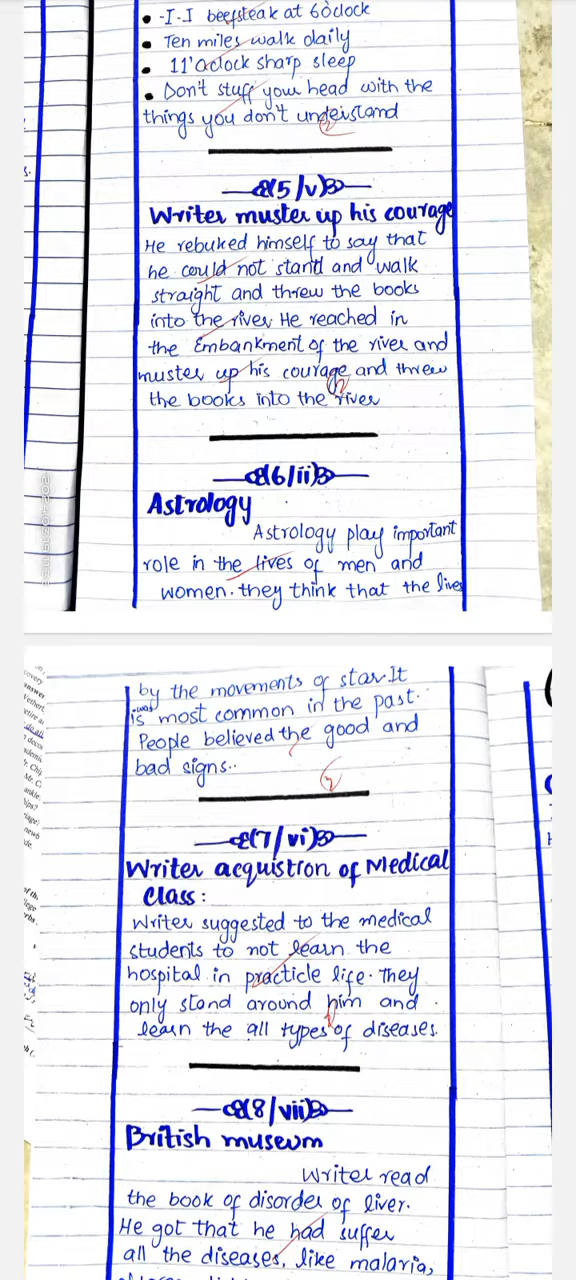 • -I.I beefsteak at 6òclock
• Ten miles walk daily
• 11'oclock sharp sleep
• Don't stuff your head with the
things you don't understand
2
(5/v)
Writer muster up his courage
He rebuked himself to say that
he could not stand and walk
straight and threw the books
into the river. He reached in
the Embankment of the river and
muster up his courage and threw
the books into the river
2
(6/ii)
Astrology
Astrology play important
role in the lives of men and
women. they think that the lives
by the movements of star. It
was
is most common in the past.
People believed the good and
bad signs..
2
(7/vi)
Writer acquistion of Medical
Class:
Writer suggested to the medical
students to not learn the
hospital in practicle life. They
only stand around him and
learn the all types of diseases.
(8/vii)
British museum
Writer read
the book of disorder of liver.
He got that he had suffer
all the diseases, like malaria,